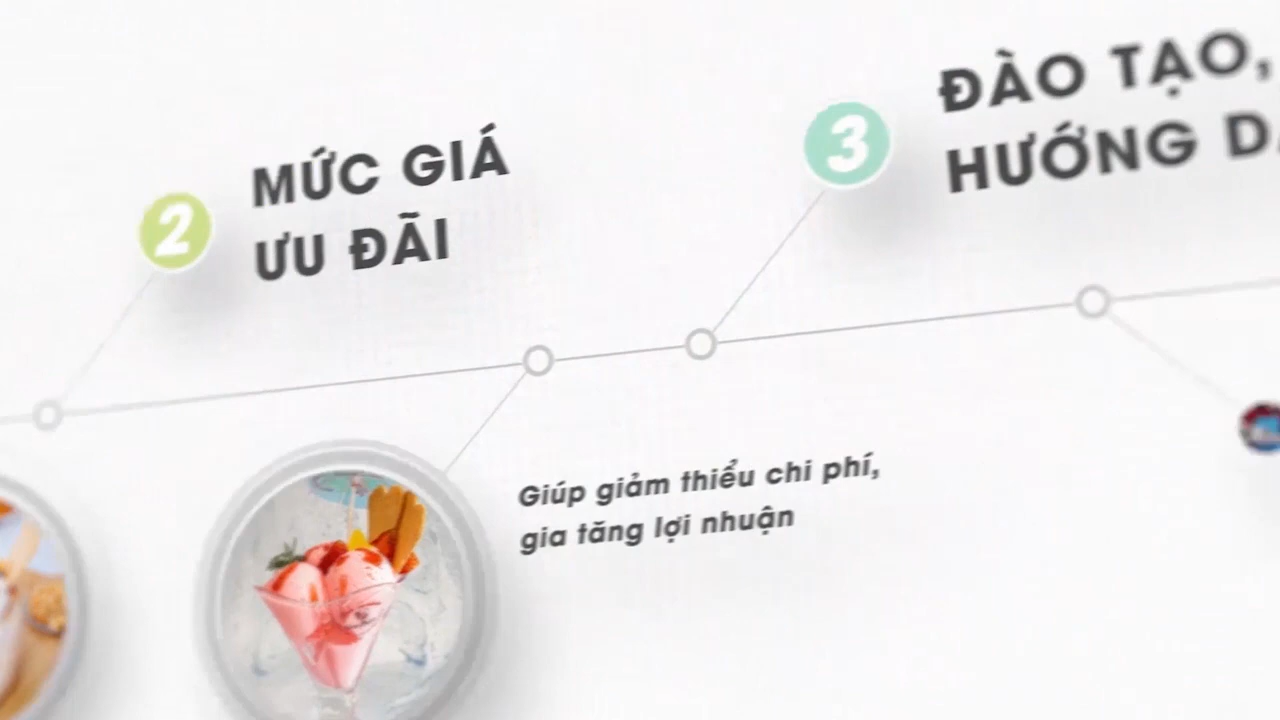 2
MỨC GIÁ
ƯU ĐÃI
3
ĐÀO TẠO,
HƯỚNG
Giúp giảm thiểu chi phí,
gia tăng lợi nhuận